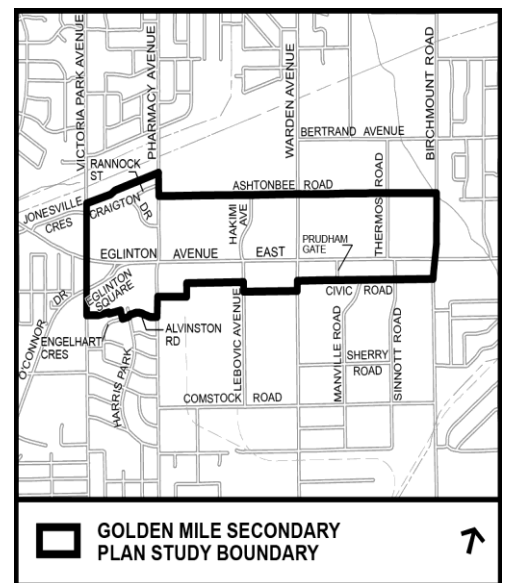 VICTORIA PARK AVENUE
PHARMACY AVENUE
WARDEN AVENUE
BIRCHMOUNT ROAD
BERTRAND AVENUE
RANNOCK
ST
ASHTONBEE ROAD
THERMOS ROAD
JONESVILLE
CRES
CRAIGTON
DR
HAKIMI
AVE
PRUDHAM
GATE
EGLINTON AVENUE EAST
EGLINTON
SQUARE
CIVIC ROAD
O'CONNOR DR
ENGELHART
CRES
ALVINSTON
RD
HARRIS PARK
LEBOVIC AVENUE
MANVILLE ROAD
SHERRY
ROAD
SINNOTT ROAD
COMSTOCK ROAD
GOLDEN MILE SECONDARY
PLAN STUDY BOUNDARY